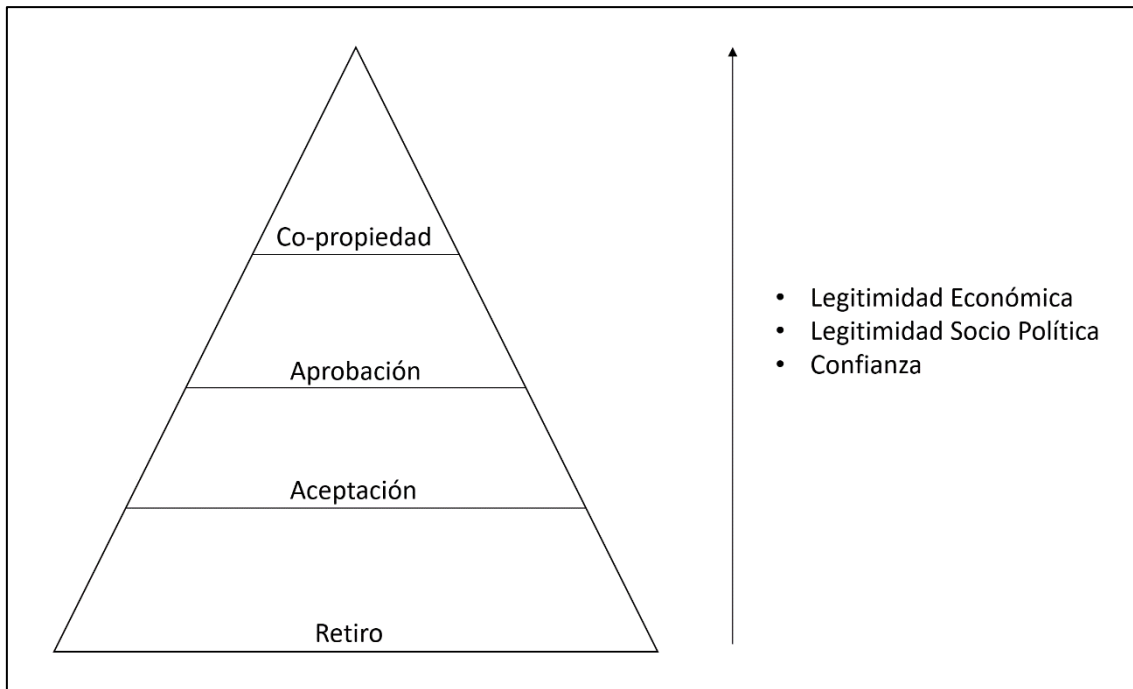 Co-propiedad
Aprobación
Aceptación
Retiro
• Legitimidad Económica
• Legitimidad Socio Política
• Confianza